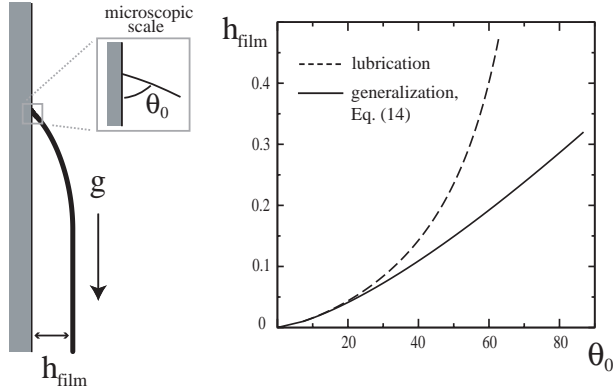 microscopic
scale
θ0
g
hfilm
hfilm
lubrication
generalization,
Eq. (14)
0.4
0.3
0.2
0.1
0
20
40
60
80
θ0